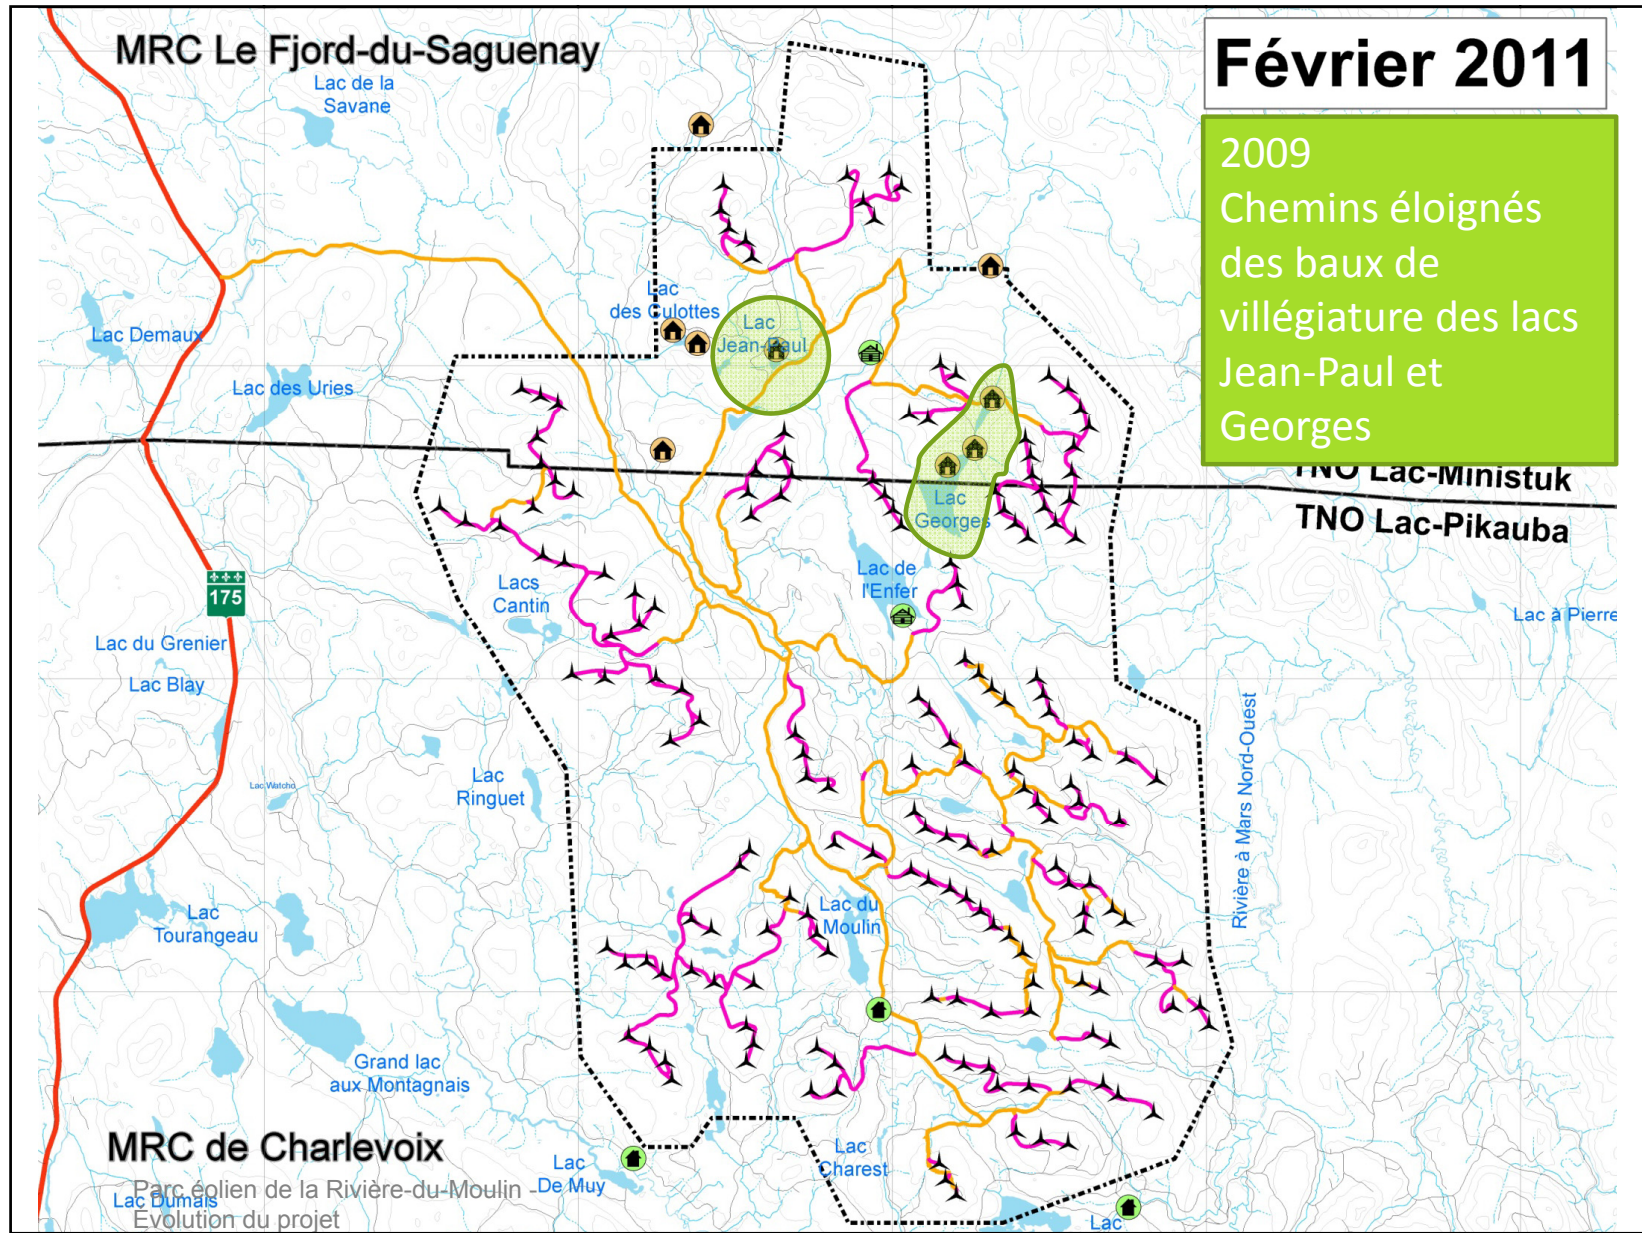 MRC Le Fjord-du-Saguenay
Février 2011
2009
Chemins éloignés
des baux de
villégiature des lacs
Jean-Paul et
Georges
Lac de la
Savane
Lac
des Culottes
Lac
Jean-Paul
Lac Demaux
Lac des Uries
TNO Lac-Ministuk
TNO Lac-Pikauba
Lac
Georges
175
Lacs
Cantin
Lac de
l'Enfer
Lac à Pierre
Lac du Grenier
Lac Blay
Lac
Ringuet
Lac Watcho
Rivière à Mars Nord-Ouest
Lac
Tourangeau
Lac du
Moulin
Grand lac
aux Montagnais
MRC de Charlevoix
Lac
De Muy
Lac
Charest
Lac Dumais
Parc éolien de la Rivière-du-Moulin -
Évolution du projet
Lac